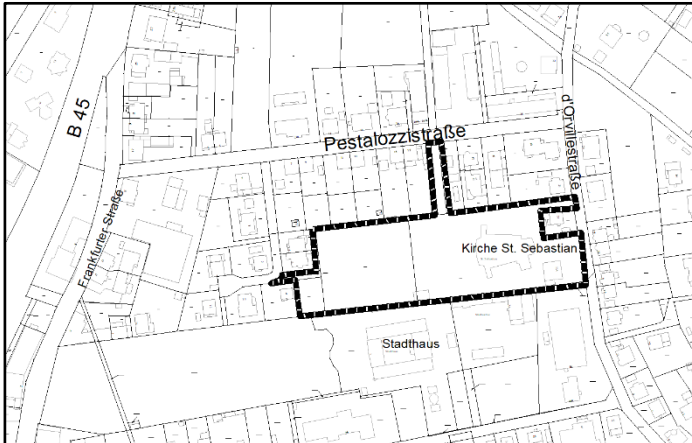 B 45
Pestalozzistraße
d'Orvillestraße
Frankfurter Straße
Kirche St. Sebastian
Stadthaus